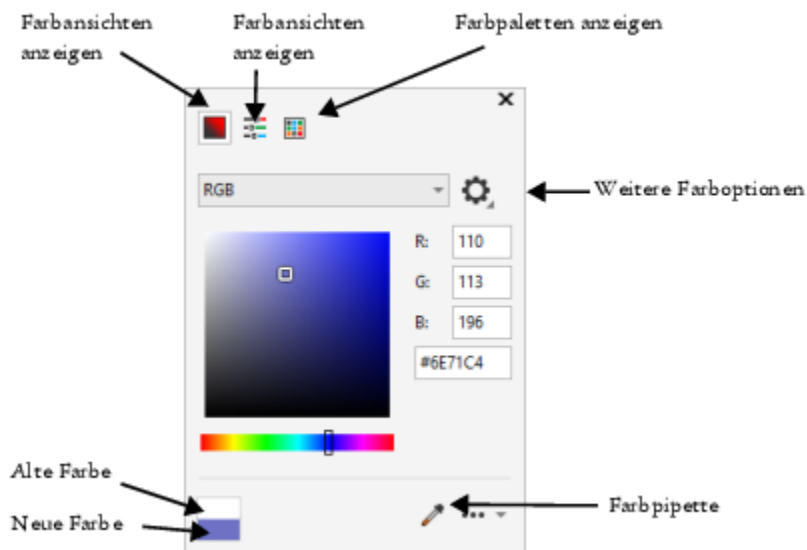 Farbansichten
anzeigen
Farbansichten
anzeigen
Farbpaletten anzeigen
RGB
Weitere Farboptionen
R: 110
G: 113
B: 196
#6E71C4
Alte Farbe
Neue Farbe
Farbpipette